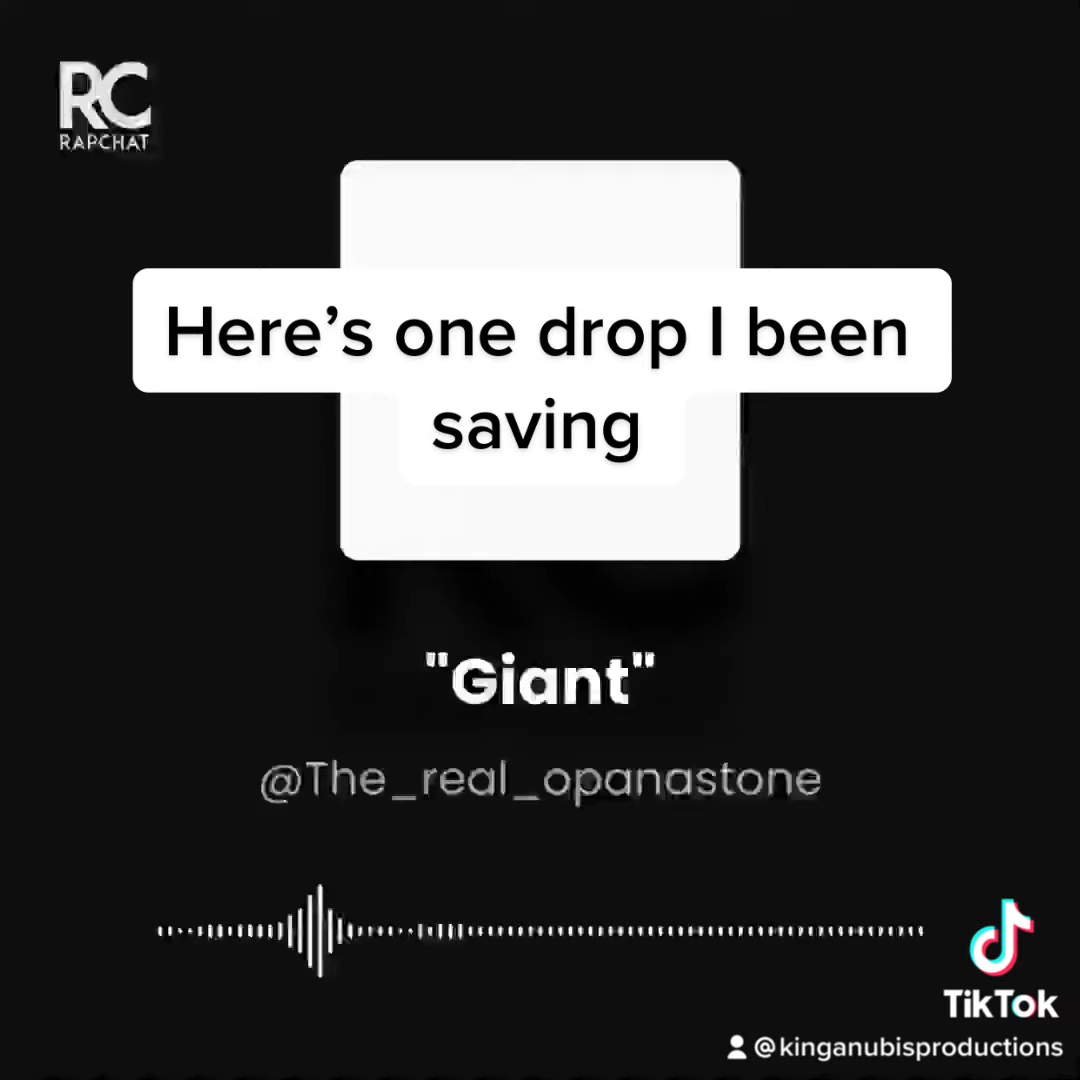 RC
RAPCHAT
Here’s one drop I been
saving
"Giant"
@The_real_opanastone
TikTok
@kinganubisproductions